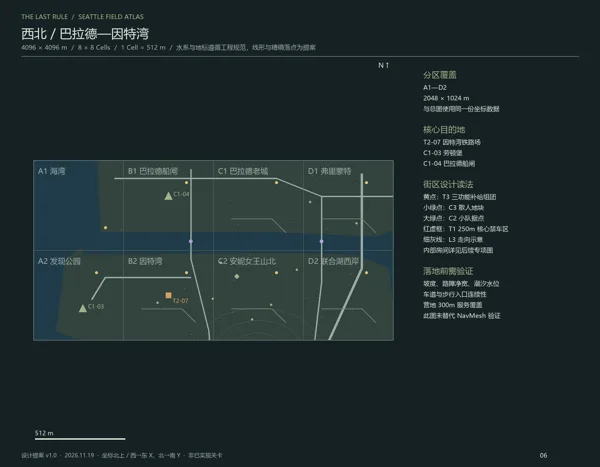 THE LAST RULE / SEATTLE FIELD ATLAS
西北 / 巴拉德—因特湾
4096 × 4096 m / 8 × 8 Cells / 1 Cell = 512 m / 水系与地标遵循工程规范，线形与精确落点为提案
N↑
A1 海湾
B1 巴拉德船闸
C1 巴拉德老城
D1 弗里蒙特
C1-04
A2 发现公园
B2 因特湾
C2 安妮女王山北
D2 联合湖西岸
C1-03
T2-07
分区覆盖
A1—D2
2048 × 1024 m
与总图使用同一份坐标数据
核心目的地
T2-07 因特湾铁路场
C1-03 劳顿堡
C1-04 巴拉德船闸
街区设计读法
黄点：T3 三功能补给组团
小绿点：C3 散人地块
大绿点：C2 小队据点
红虚框：T1 250m 核心禁车区
细灰线：L3 走向示意
内部房间详见后续专项图
落地前需验证
坡度、路障净宽、潮汐水位
车道与步行入口连续性
营地 300m 服务覆盖
此图未替代 NavMesh 验证
512 m
设计提案 v1.0 · 2026.11.19 · 坐标北上 / 西→东 X，北→南 Y · 非已实装关卡
06